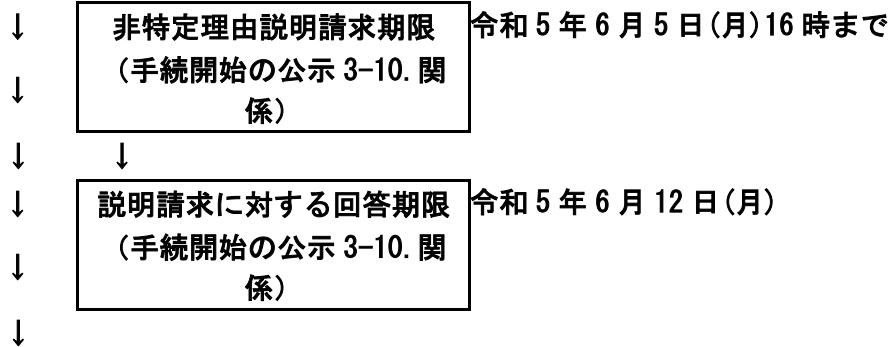 ↓ 非特定理由説明請求期限 令和5年6月5日(月)16時まで
(手続開始の公示 3-10.関
↓
係)
↓ ↓
↓ 説明請求に対する回答期限 令和5年6月12日(月)
(手続開始の公示 3-10.関
↓
係)
↓